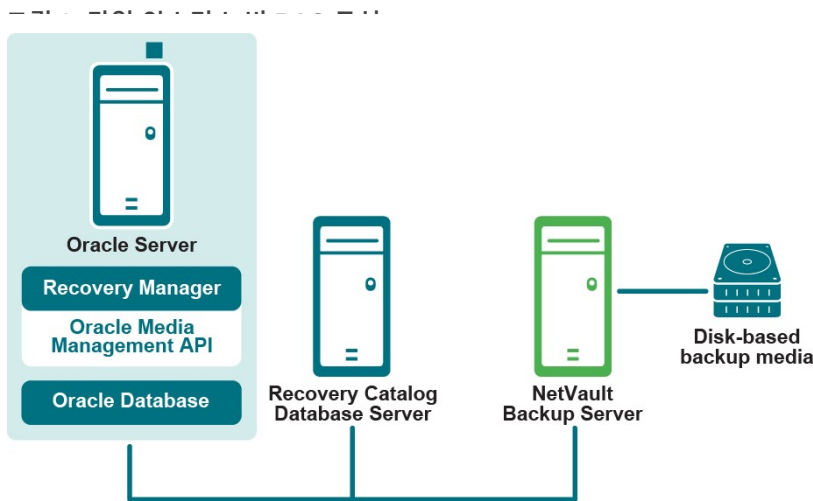 Oracle Server
Recovery Manager
Oracle Media
Management API
Oracle Database
Recovery Catalog
Database Server
NetVault
Backup Server
Disk-based
backup media